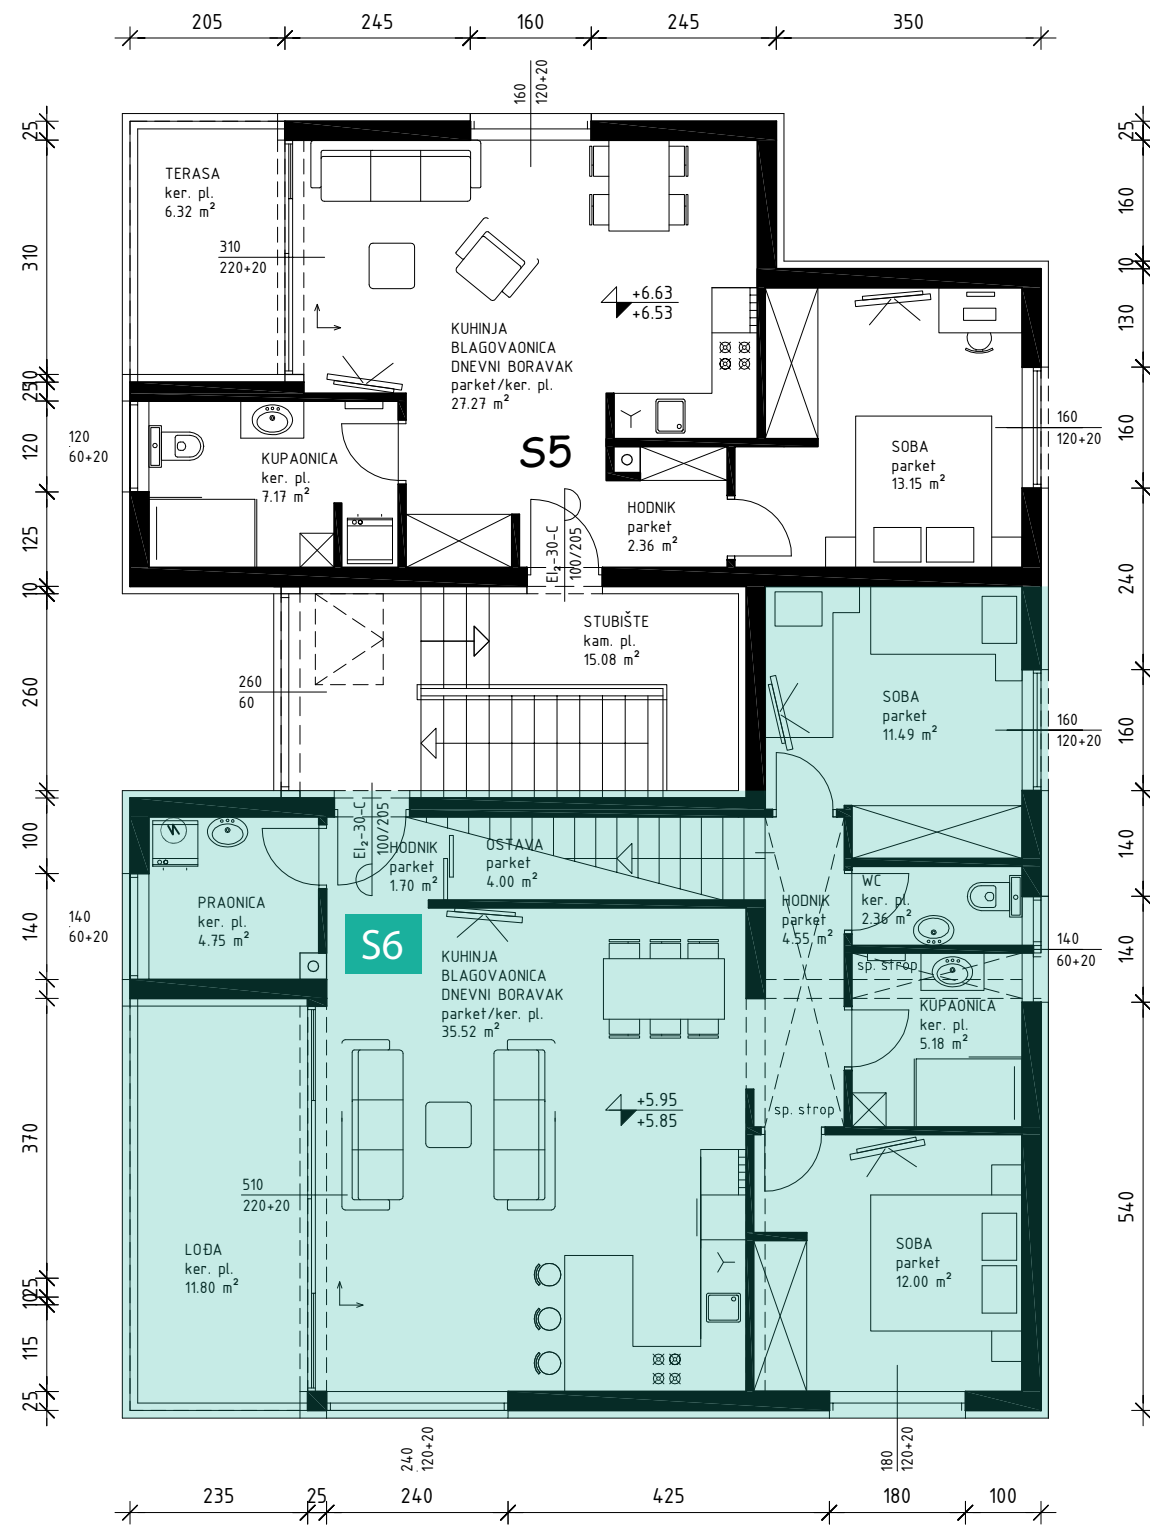 205 245 160 245 350
160
120+20
25
310
10
25
120
125
10
260
100
140
370
25
10
115
25
25
160
10
130
160
240
160
140
140
540
TERASA
ker. pl.
6.32 m²
310
220+20
+6.63
+6.53
KUHINJA
BLAGOVAONICA
DNEVNI BORAVAK
parket/ker. pl.
27.27 m²
S5
120
60+20
KUPAONICA
ker. pl.
7.17 m²
SOBA
parket
13.15 m²
160
120+20
HODNIK
parket
2.36 m²
EI₂-30-C
100/205
STUBIŠTE
kam. pl.
15.08 m²
260
60
SOBA
parket
11.49 m²
160
120+20
EI₂-30-C
100/205
HODNIK
parket
1.70 m²
OSTAVA
parket
4.00 m²
PRAONICA
ker. pl.
4.75 m²
140
60+20
S6
HODNIK
parket
4.55 m²
WC
ker. pl.
2.36 m²
140
60+20
sp. strop
KUPAONICA
ker. pl.
5.18 m²
KUHINJA
BLAGOVAONICA
DNEVNI BORAVAK
parket/ker. pl.
35.52 m²
+5.95
+5.85
sp. strop
510
220+20
LOĐA
ker. pl.
11.80 m²
SOBA
parket
12.00 m²
240
120+20
180
120+20
235 25 240 425 180 100